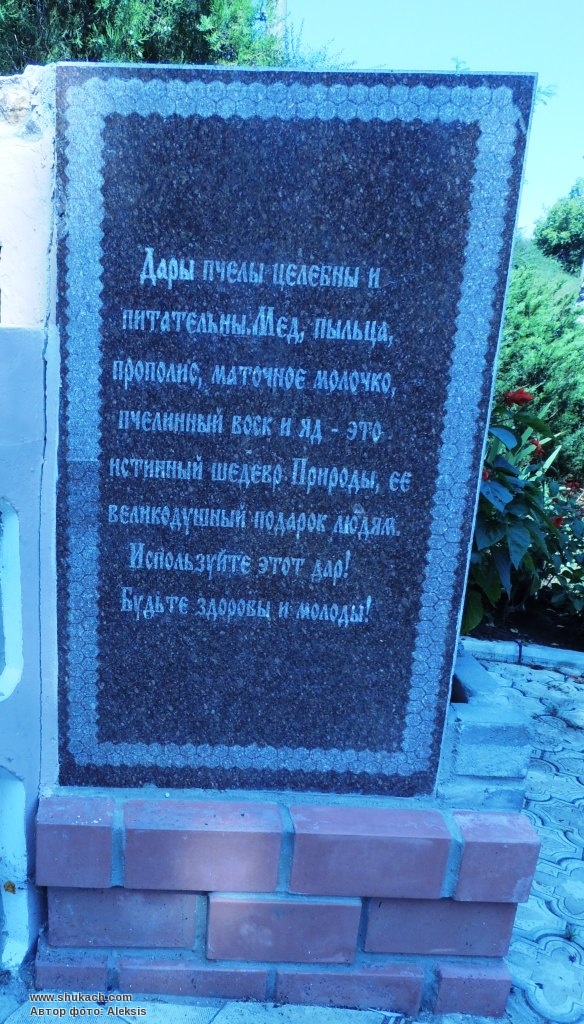 Дары пчелы целебны и
питательны.Мед, пыльца,
прополис, маточное молочко,
пчелинный воск и яд - это
истинный шедевр Природы, ее
великодушный подарок людям.
Используйте этот дар!
Будьте здоровы и молоды!
www.shukach.com
Автор фото: Aleksis